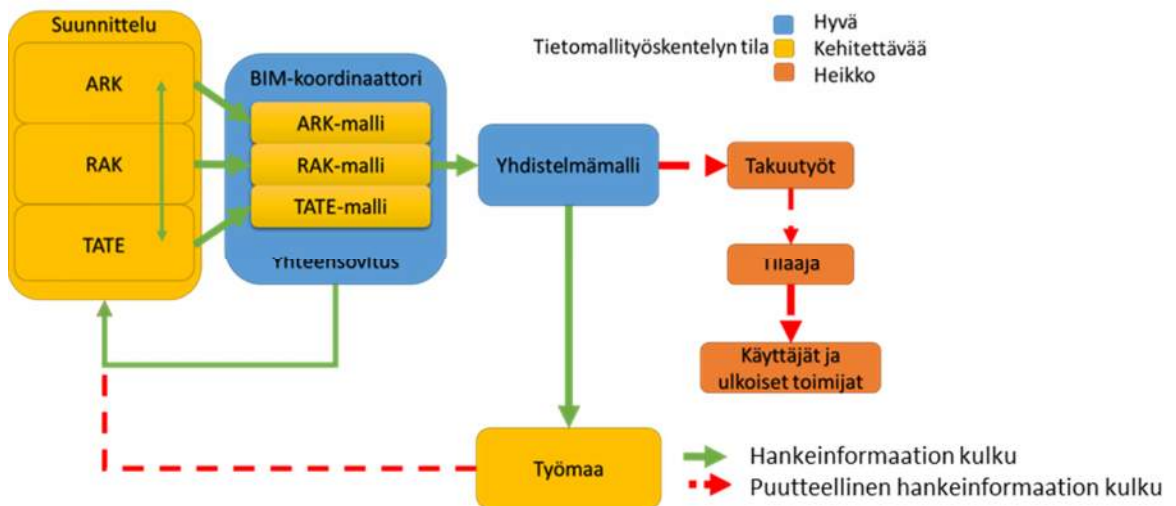 Suunnittelu
ARK
RAK
TATE
BIM-koordinaattori
ARK-malli
RAK-malli
TATE-malli
Yhteensovitus
Yhdistelmämalli
Takuutyöt
Tilaaja
Käyttäjät ja
ulkoiset toimijat
Työmaa
Tietomallityöskentelyn tila
Hyvä
Kehitettävää
Heikko
Hankeinformaation kulku
Puutteellinen hankeinformaation kulku